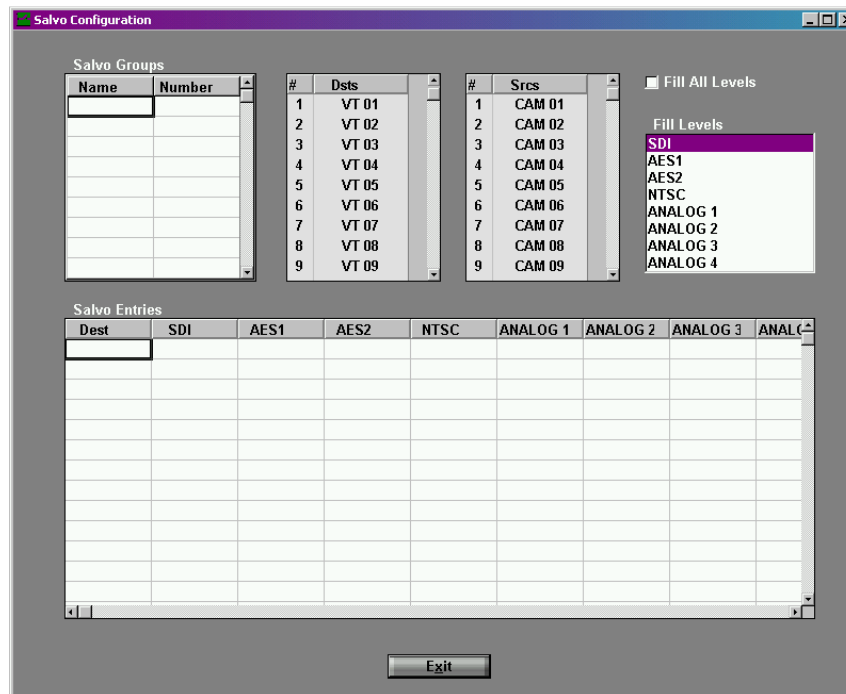 Salvo Configuration
Salvo Groups
Name Number
# Dsts
1 VT 01
2 VT 02
3 VT 03
4 VT 04
5 VT 05
6 VT 06
7 VT 07
8 VT 08
9 VT 09
# Srcs
1 CAM 01
2 CAM 02
3 CAM 03
4 CAM 04
5 CAM 05
6 CAM 06
7 CAM 07
8 CAM 08
9 CAM 09
Fill All Levels
Fill Levels
SDI
AES1
AES2
NTSC
ANALOG 1
ANALOG 2
ANALOG 3
ANALOG 4
Salvo Entries
Dest SDI AES1 AES2 NTSC ANALOG 1 ANALOG 2 ANALOG 3
Exit